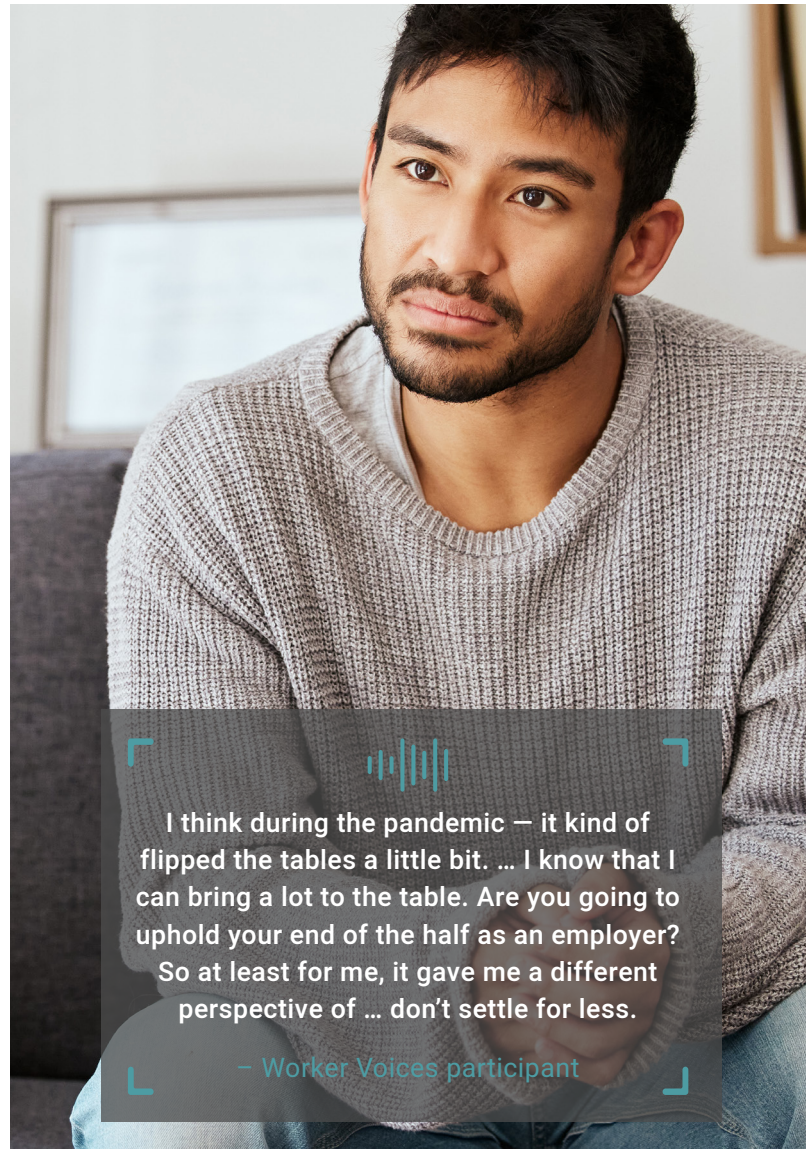 I think during the pandemic — it kind of
flipped the tables a little bit. … I know that I
can bring a lot to the table. Are you going to
uphold your end of the half as an employer?
So at least for me, it gave me a different
perspective of … don’t settle for less.
– Worker Voices participant